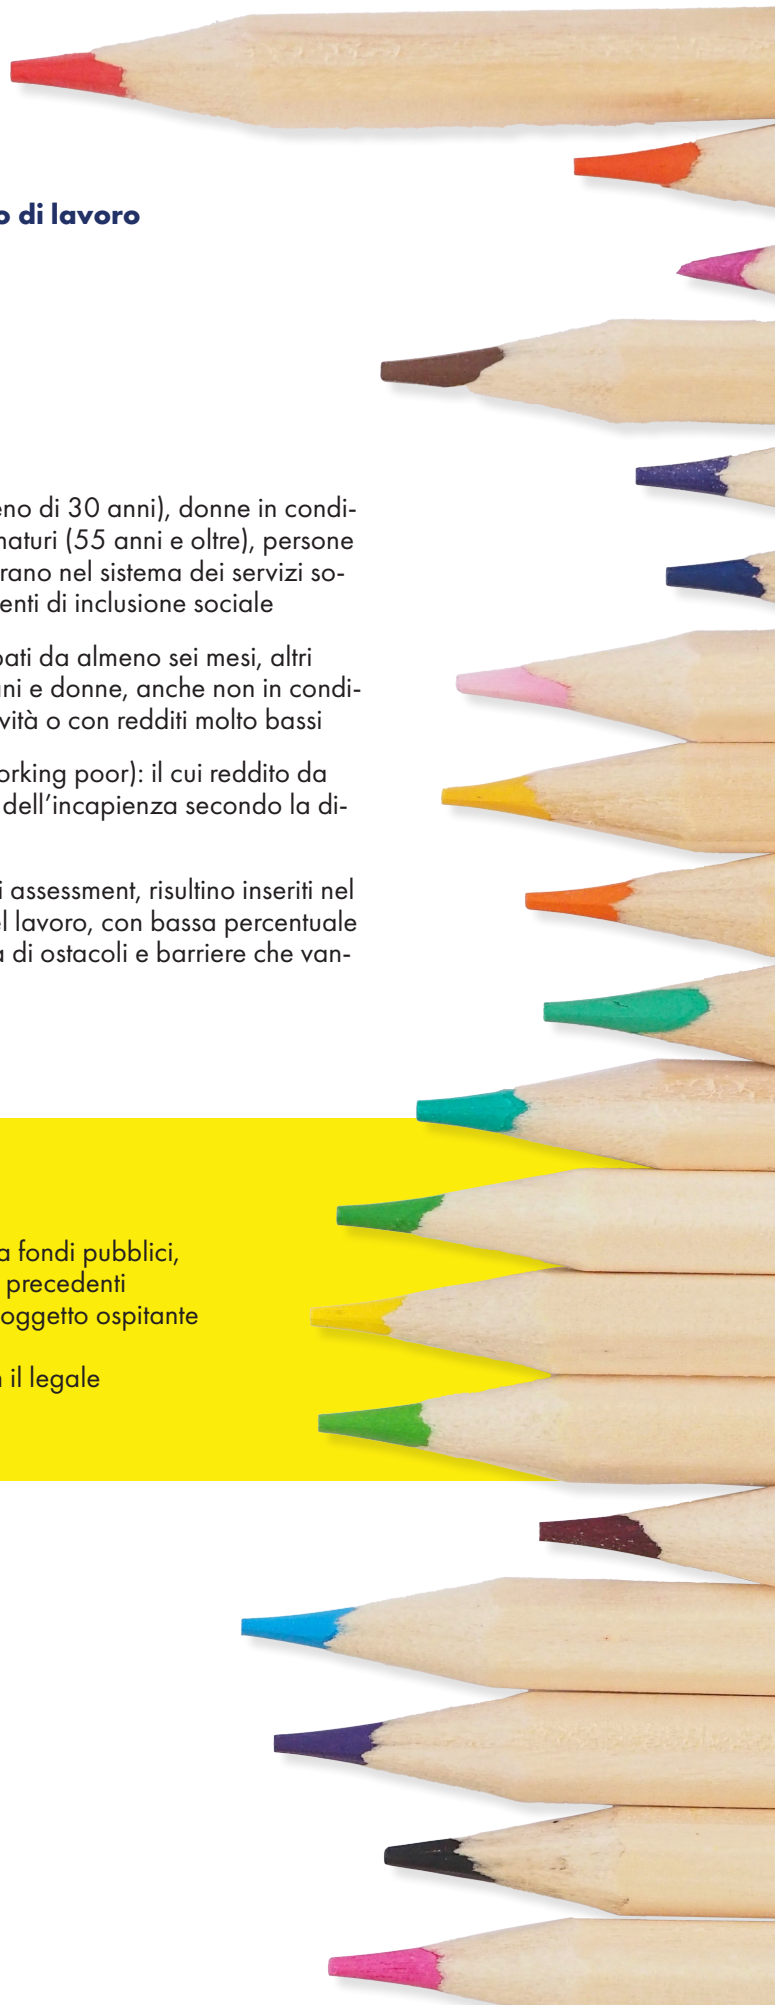 o di lavoro
eno di 30 anni), donne in condi-
naturi (55 anni e oltre), persone
rano nel sistema dei servizi so-
enti di inclusione sociale
pati da almeno sei mesi, altri
ani e donne, anche non in condi-
vità o con redditi molto bassi
orking poor): il cui reddito da
dell’incapienza secondo la di-
i assessment, risultino inseriti nel
el lavoro, con bassa percentuale
a di ostacoli e barriere che van-
a fondi pubblici,
precedenti
oggetto ospitante
il legale